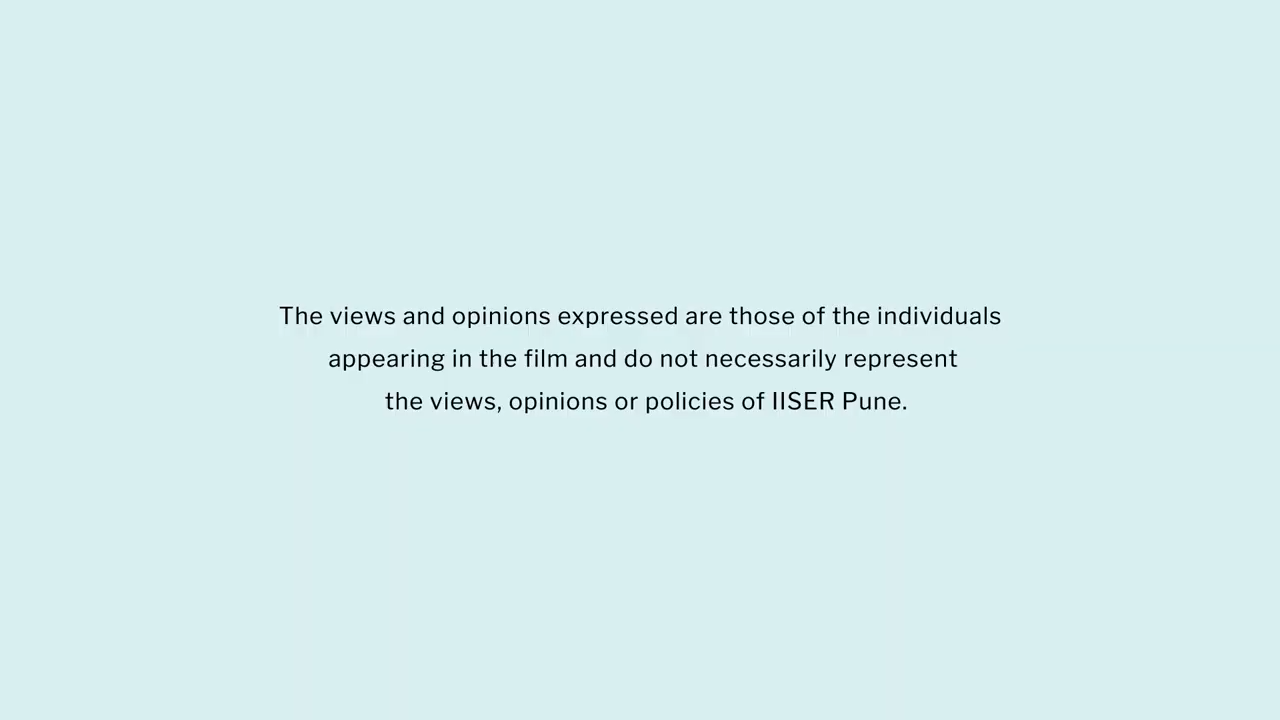 The views and opinions expressed are those of the individuals
appearing in the film and do not necessarily represent
the views, opinions or policies of IISER Pune.